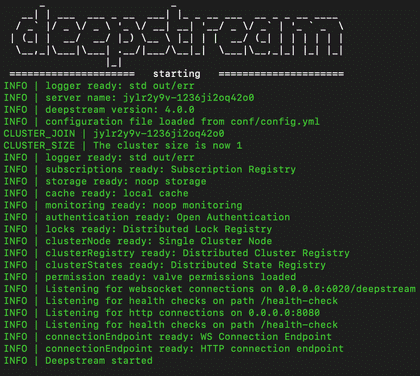 deepstream
===================== starting =====================
INFO | logger ready: std out/err
INFO | server name: jylr2y9v-1236ji2oq42o0
INFO | deepstream version: 4.0.0
INFO | configuration file loaded from conf/config.yml
CLUSTER_JOIN | jylr2y9v-1236ji2oq42o0
CLUSTER_SIZE | The cluster size is now 1
INFO | logger ready: std out/err
INFO | subscriptions ready: Subscription Registry
INFO | storage ready: noop storage
INFO | cache ready: local cache
INFO | monitoring ready: noop monitoring
INFO | authentication ready: Open Authentication
INFO | locks ready: Distributed Lock Registry
INFO | clusterNode ready: Single Cluster Node
INFO | clusterRegistry ready: Distributed Cluster Registry
INFO | clusterStates ready: Distributed State Registry
INFO | permission ready: valve permissions loaded
INFO | Listening for websocket connections on 0.0.0.0:6020/deepstream
INFO | Listening for health checks on path /health-check
INFO | Listening for http connections on 0.0.0.0:8080
INFO | Listening for health checks on path /health-check
INFO | connectionEndpoint ready: WS Connection Endpoint
INFO | connectionEndpoint ready: HTTP connection endpoint
INFO | Deepstream started